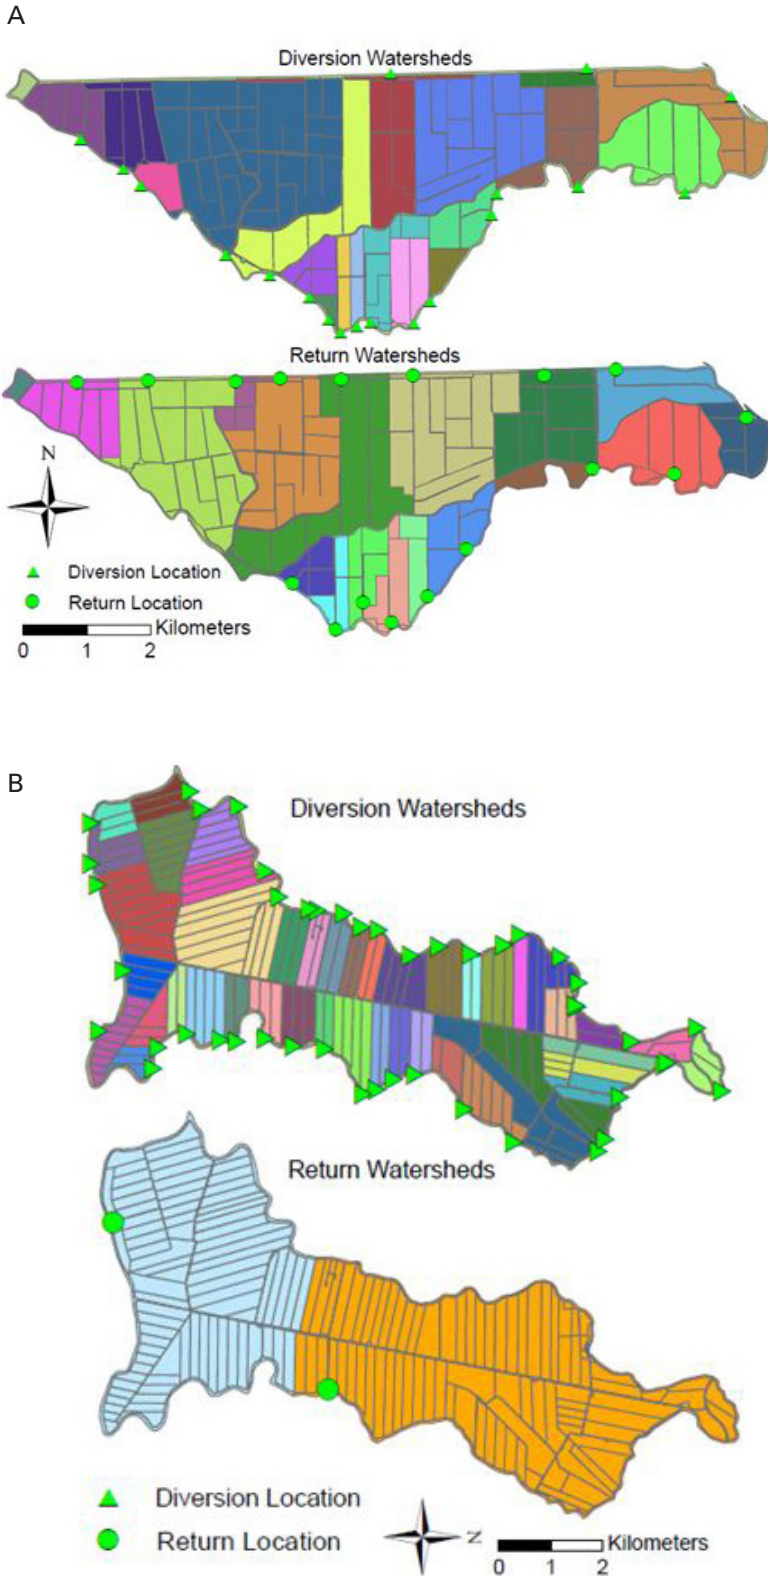 A
Diversion Watersheds
Return Watersheds
N
Diversion Location
Return Location
Kilometers
0 1 2
B
Diversion Watersheds
Return Watersheds
Diversion Location
Return Location
N
Kilometers
0 1 2